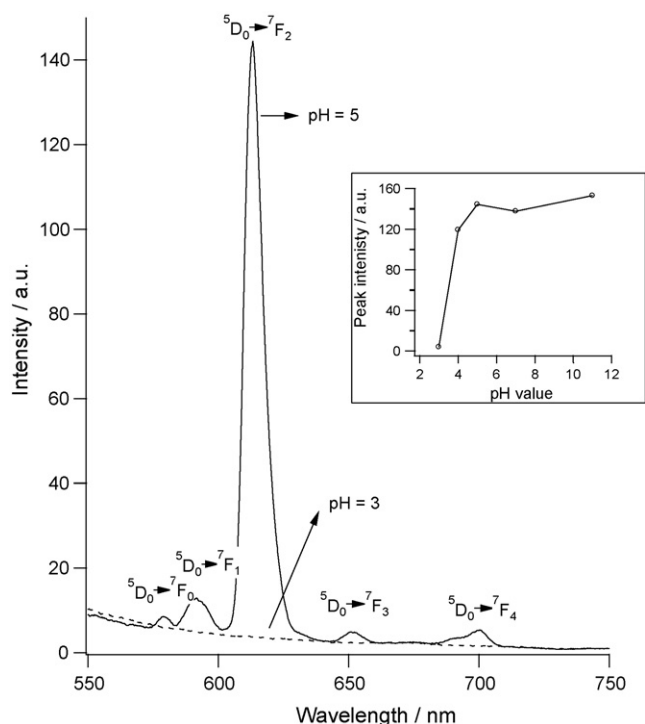 ⁵D₀→⁷F₂
140
120
100
80
60
40
20
0
Intensity / a.u.
pH = 5
160
120
80
40
0
Peak intenisty / a.u.
2 4 6 8 10 12
pH value
pH = 3
⁵D₀→⁷F₁
⁵D₀→⁷F₀
⁵D₀→⁷F₃
⁵D₀→⁷F₄
550 600 650 700 750
Wavelength / nm